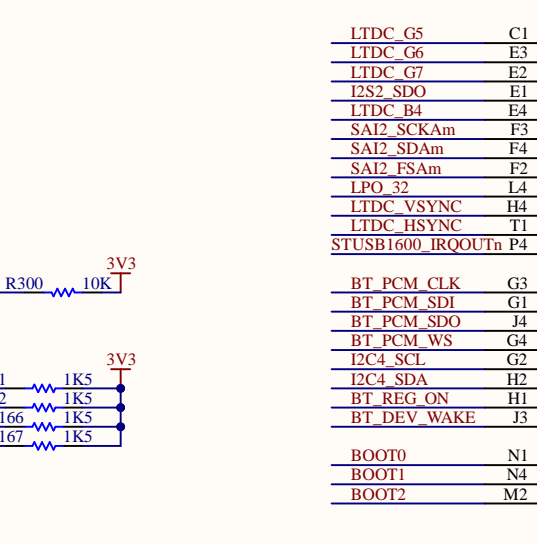 LTDC_G5 C1
LTDC_G6 E3
LTDC_G7 E2
I2S2_SDO E1
LTDC_B4 E4
SAI2_SCKAm F3
SAI2_SDAm F4
SAI2_FSAm F2
LPO_32 L4
LTDC_VSYNC H4
LTDC_HSYNC T1
STUSB1600_IRQOUTn P4
3V3
R300 10K
BT_PCM_CLK G3
BT_PCM_SDI G1
BT_PCM_SDO J4
BT_PCM_WS G4
3V3
I2C4_SCL G2
1 1K5
I2C4_SDA H2
2 1K5
BT_REG_ON H1
166 1K5
BT_DEV_WAKE J3
167 1K5
BOOT0 N1
BOOT1 N4
BOOT2 M2